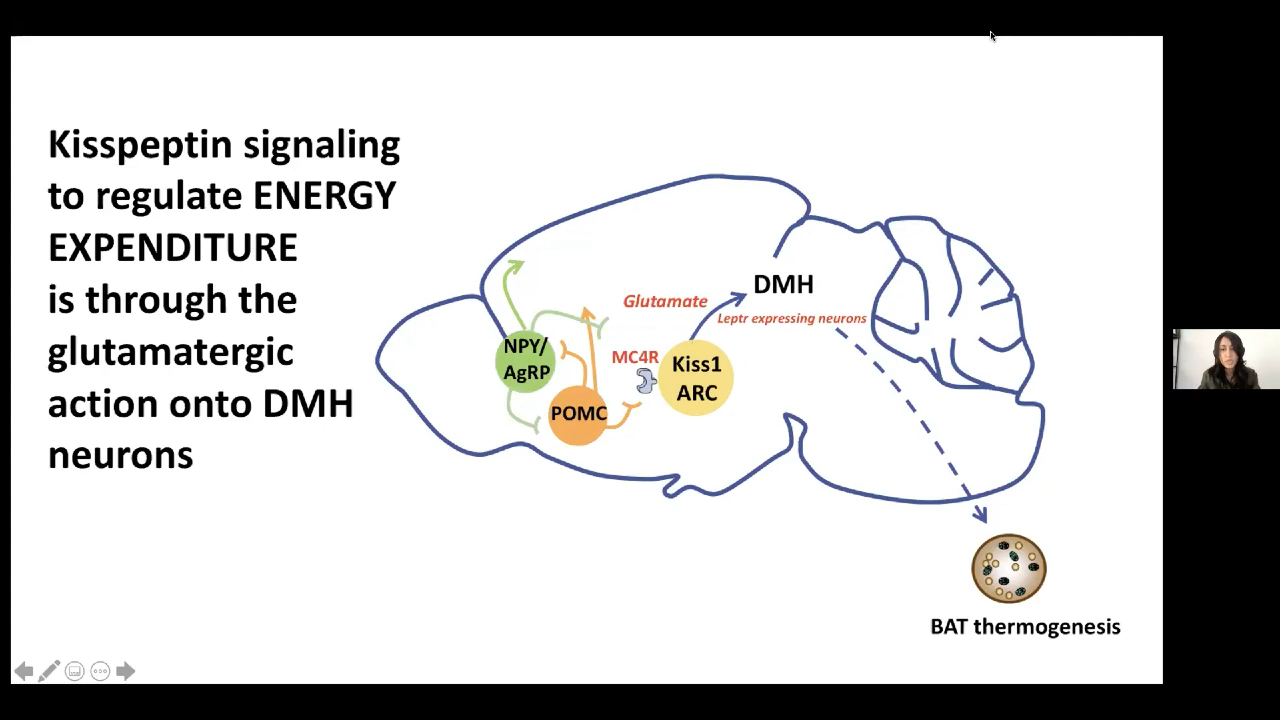 Kisspeptin signaling
to regulate ENERGY
EXPENDITURE
is through the
glutamatergic
action onto DMH
neurons
DMH
Glutamate
Leptr expressing neurons
NPY/
AgRP
MC4R
Kiss1
ARC
POMC
BAT thermogenesis